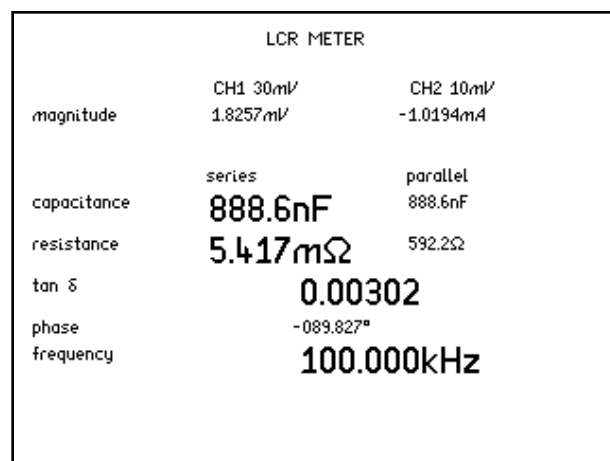 LCR METER
CH1 30mV CH2 10mV
magnitude 1.8257mV -1.0194mA
series parallel
capacitance 888.6nF 888.6nF
resistance 5.417mΩ 592.2Ω
tan δ 0.00302
phase -089.827°
frequency 100.000kHz